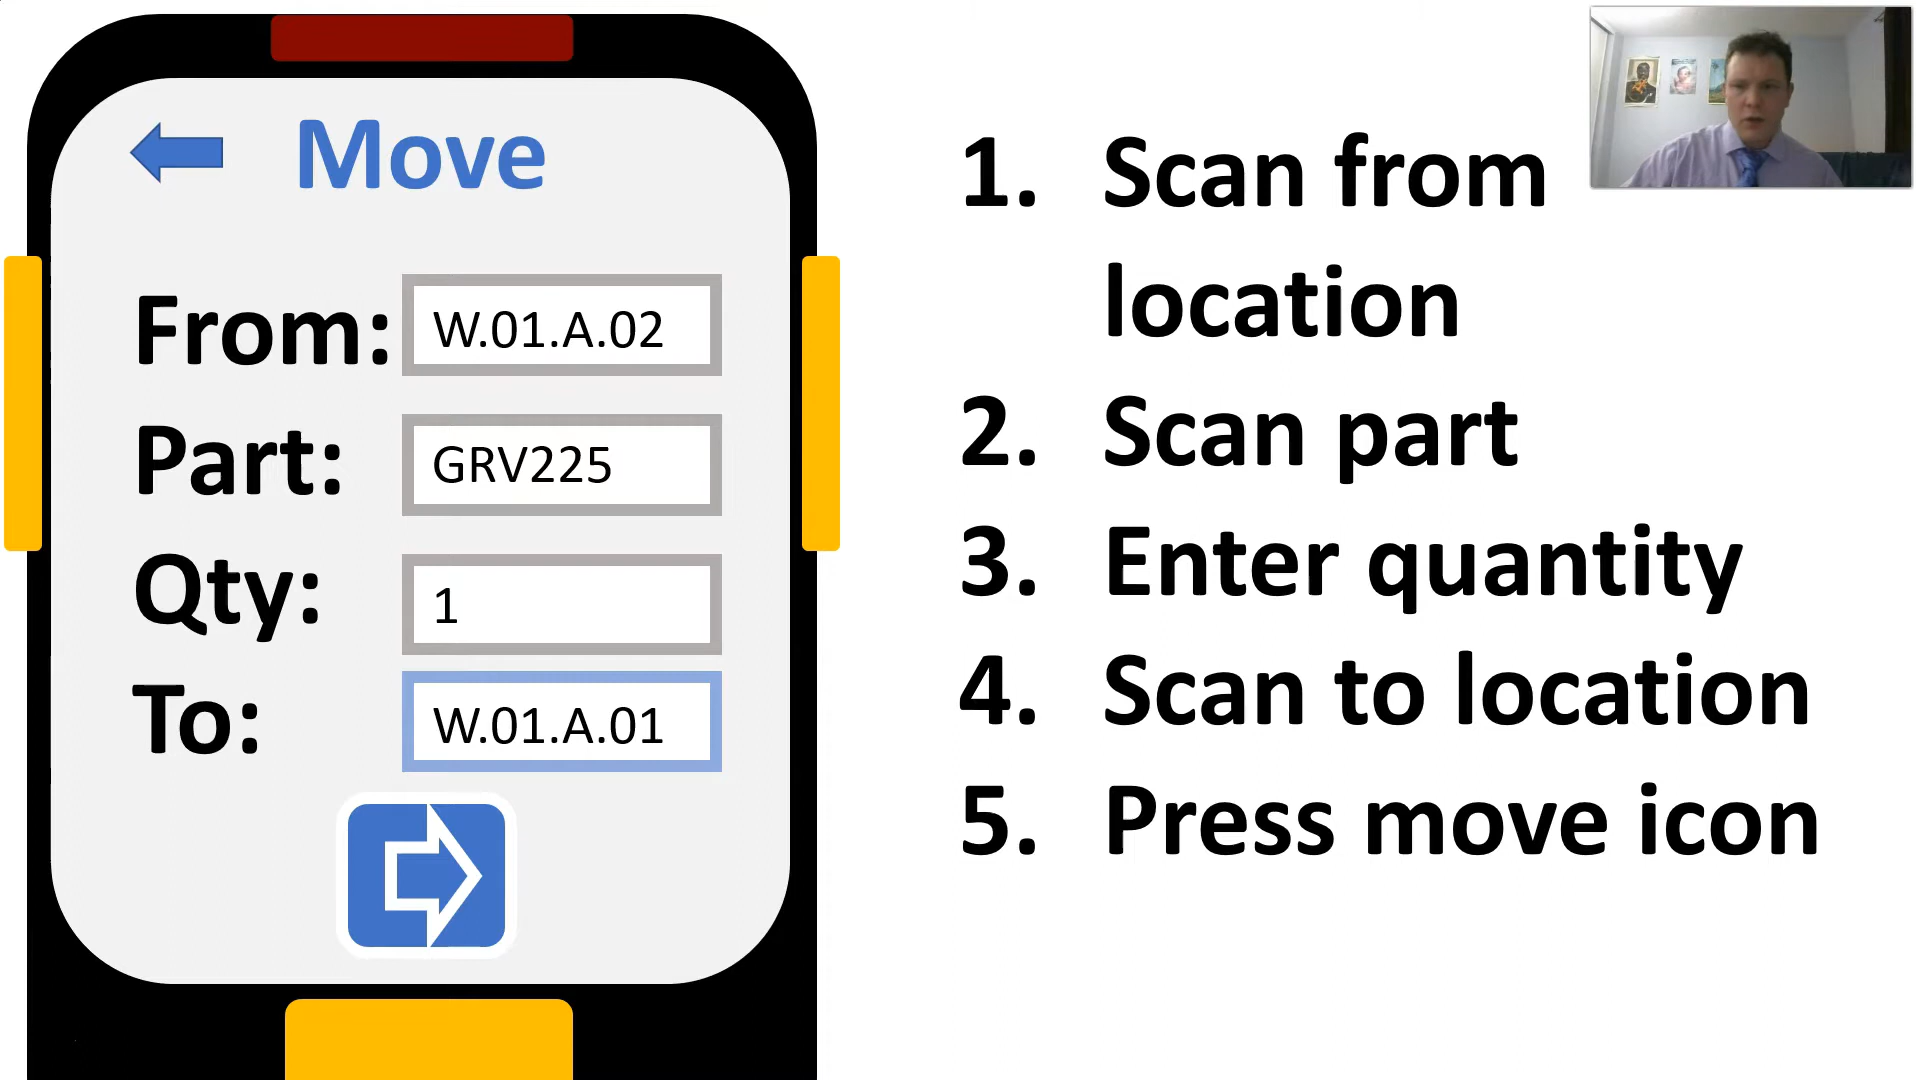 Move
From: W.01.A.02
Part: GRV225
Qty: 1
To: W.01.A.01
1. Scan from
location
2. Scan part
3. Enter quantity
4. Scan to location
5. Press move icon